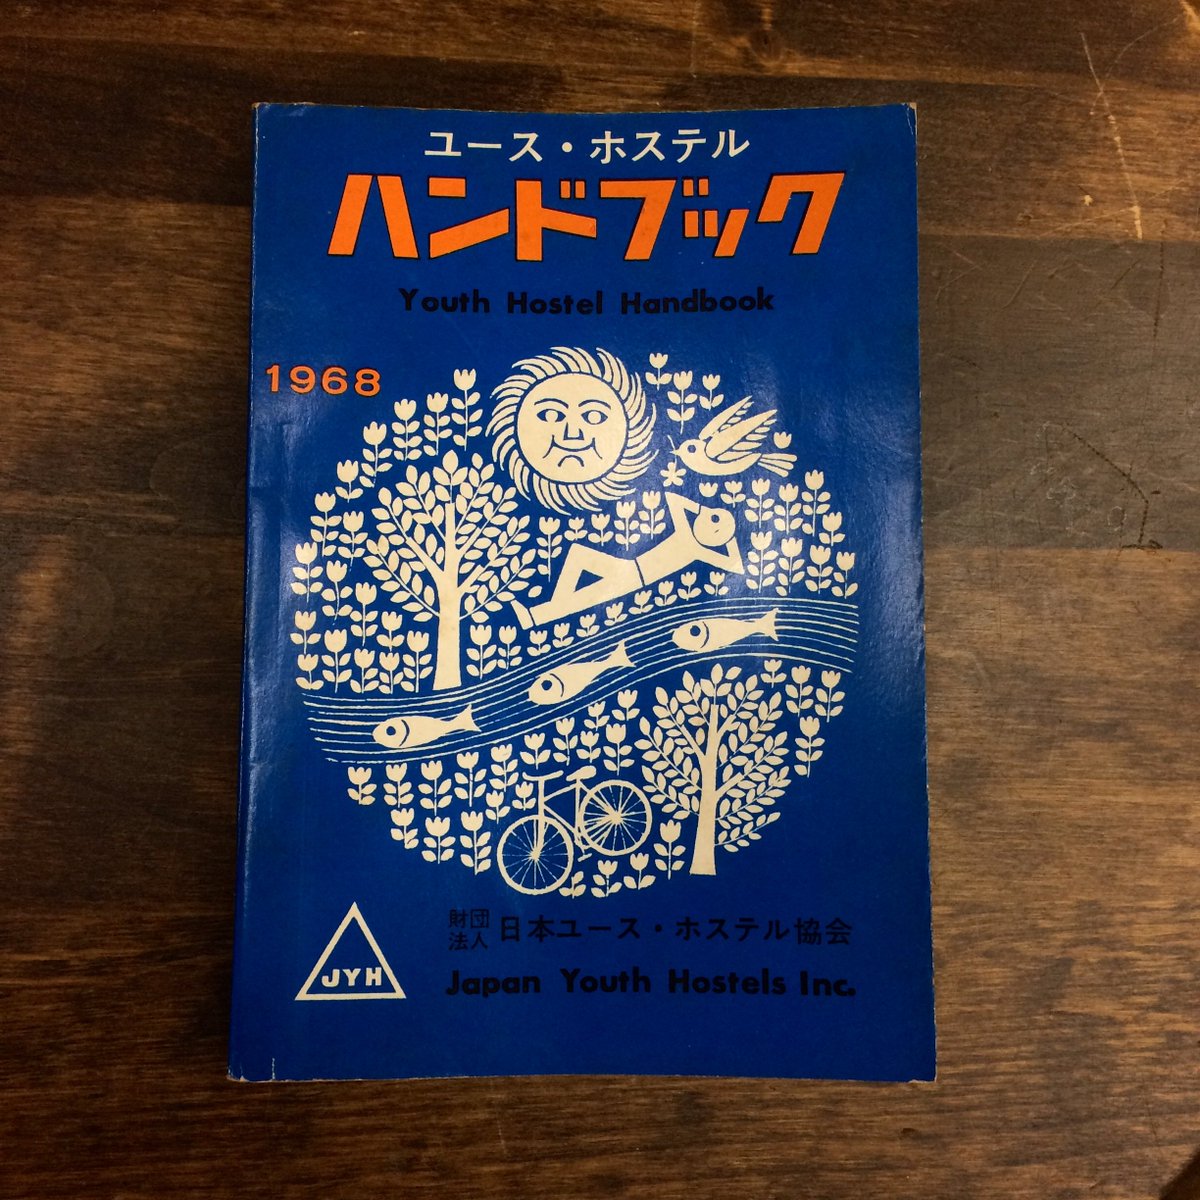 ユース・ホステル
ハンドブック
Youth Hostel Handbook
1968
財団
法人 日本ユース・ホステル協会
JYH
Japan Youth Hostels Inc.